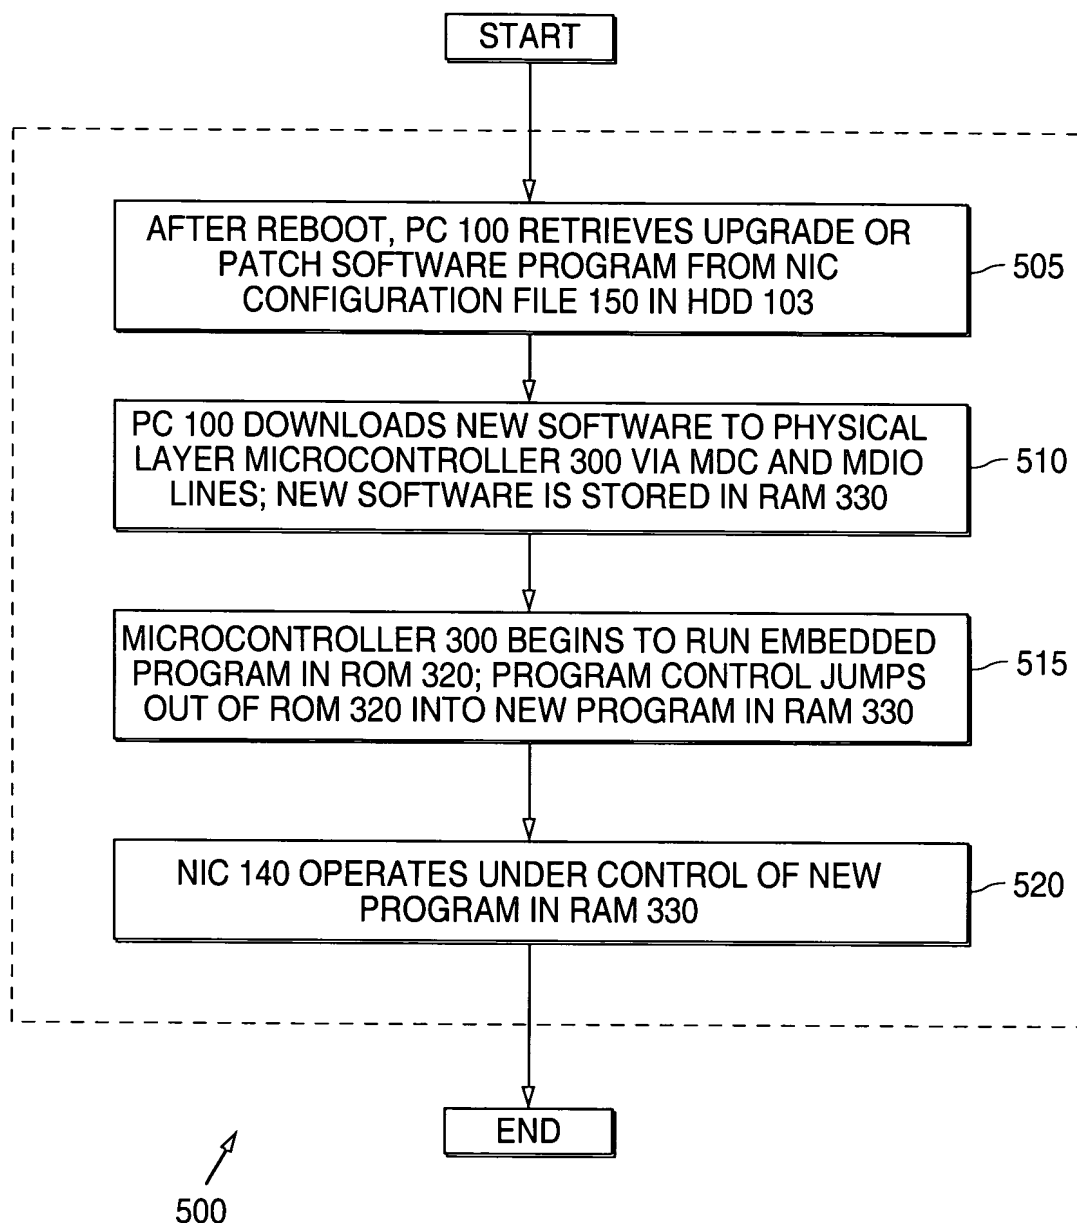 START
AFTER REBOOT, PC 100 RETRIEVES UPGRADE OR
PATCH SOFTWARE PROGRAM FROM NIC
CONFIGURATION FILE 150 IN HDD 103
505
PC 100 DOWNLOADS NEW SOFTWARE TO PHYSICAL
LAYER MICROCONTROLLER 300 VIA MDC AND MDIO
LINES; NEW SOFTWARE IS STORED IN RAM 330
510
MICROCONTROLLER 300 BEGINS TO RUN EMBEDDED
PROGRAM IN ROM 320; PROGRAM CONTROL JUMPS
OUT OF ROM 320 INTO NEW PROGRAM IN RAM 330
515
NIC 140 OPERATES UNDER CONTROL OF NEW
PROGRAM IN RAM 330
520
END
500